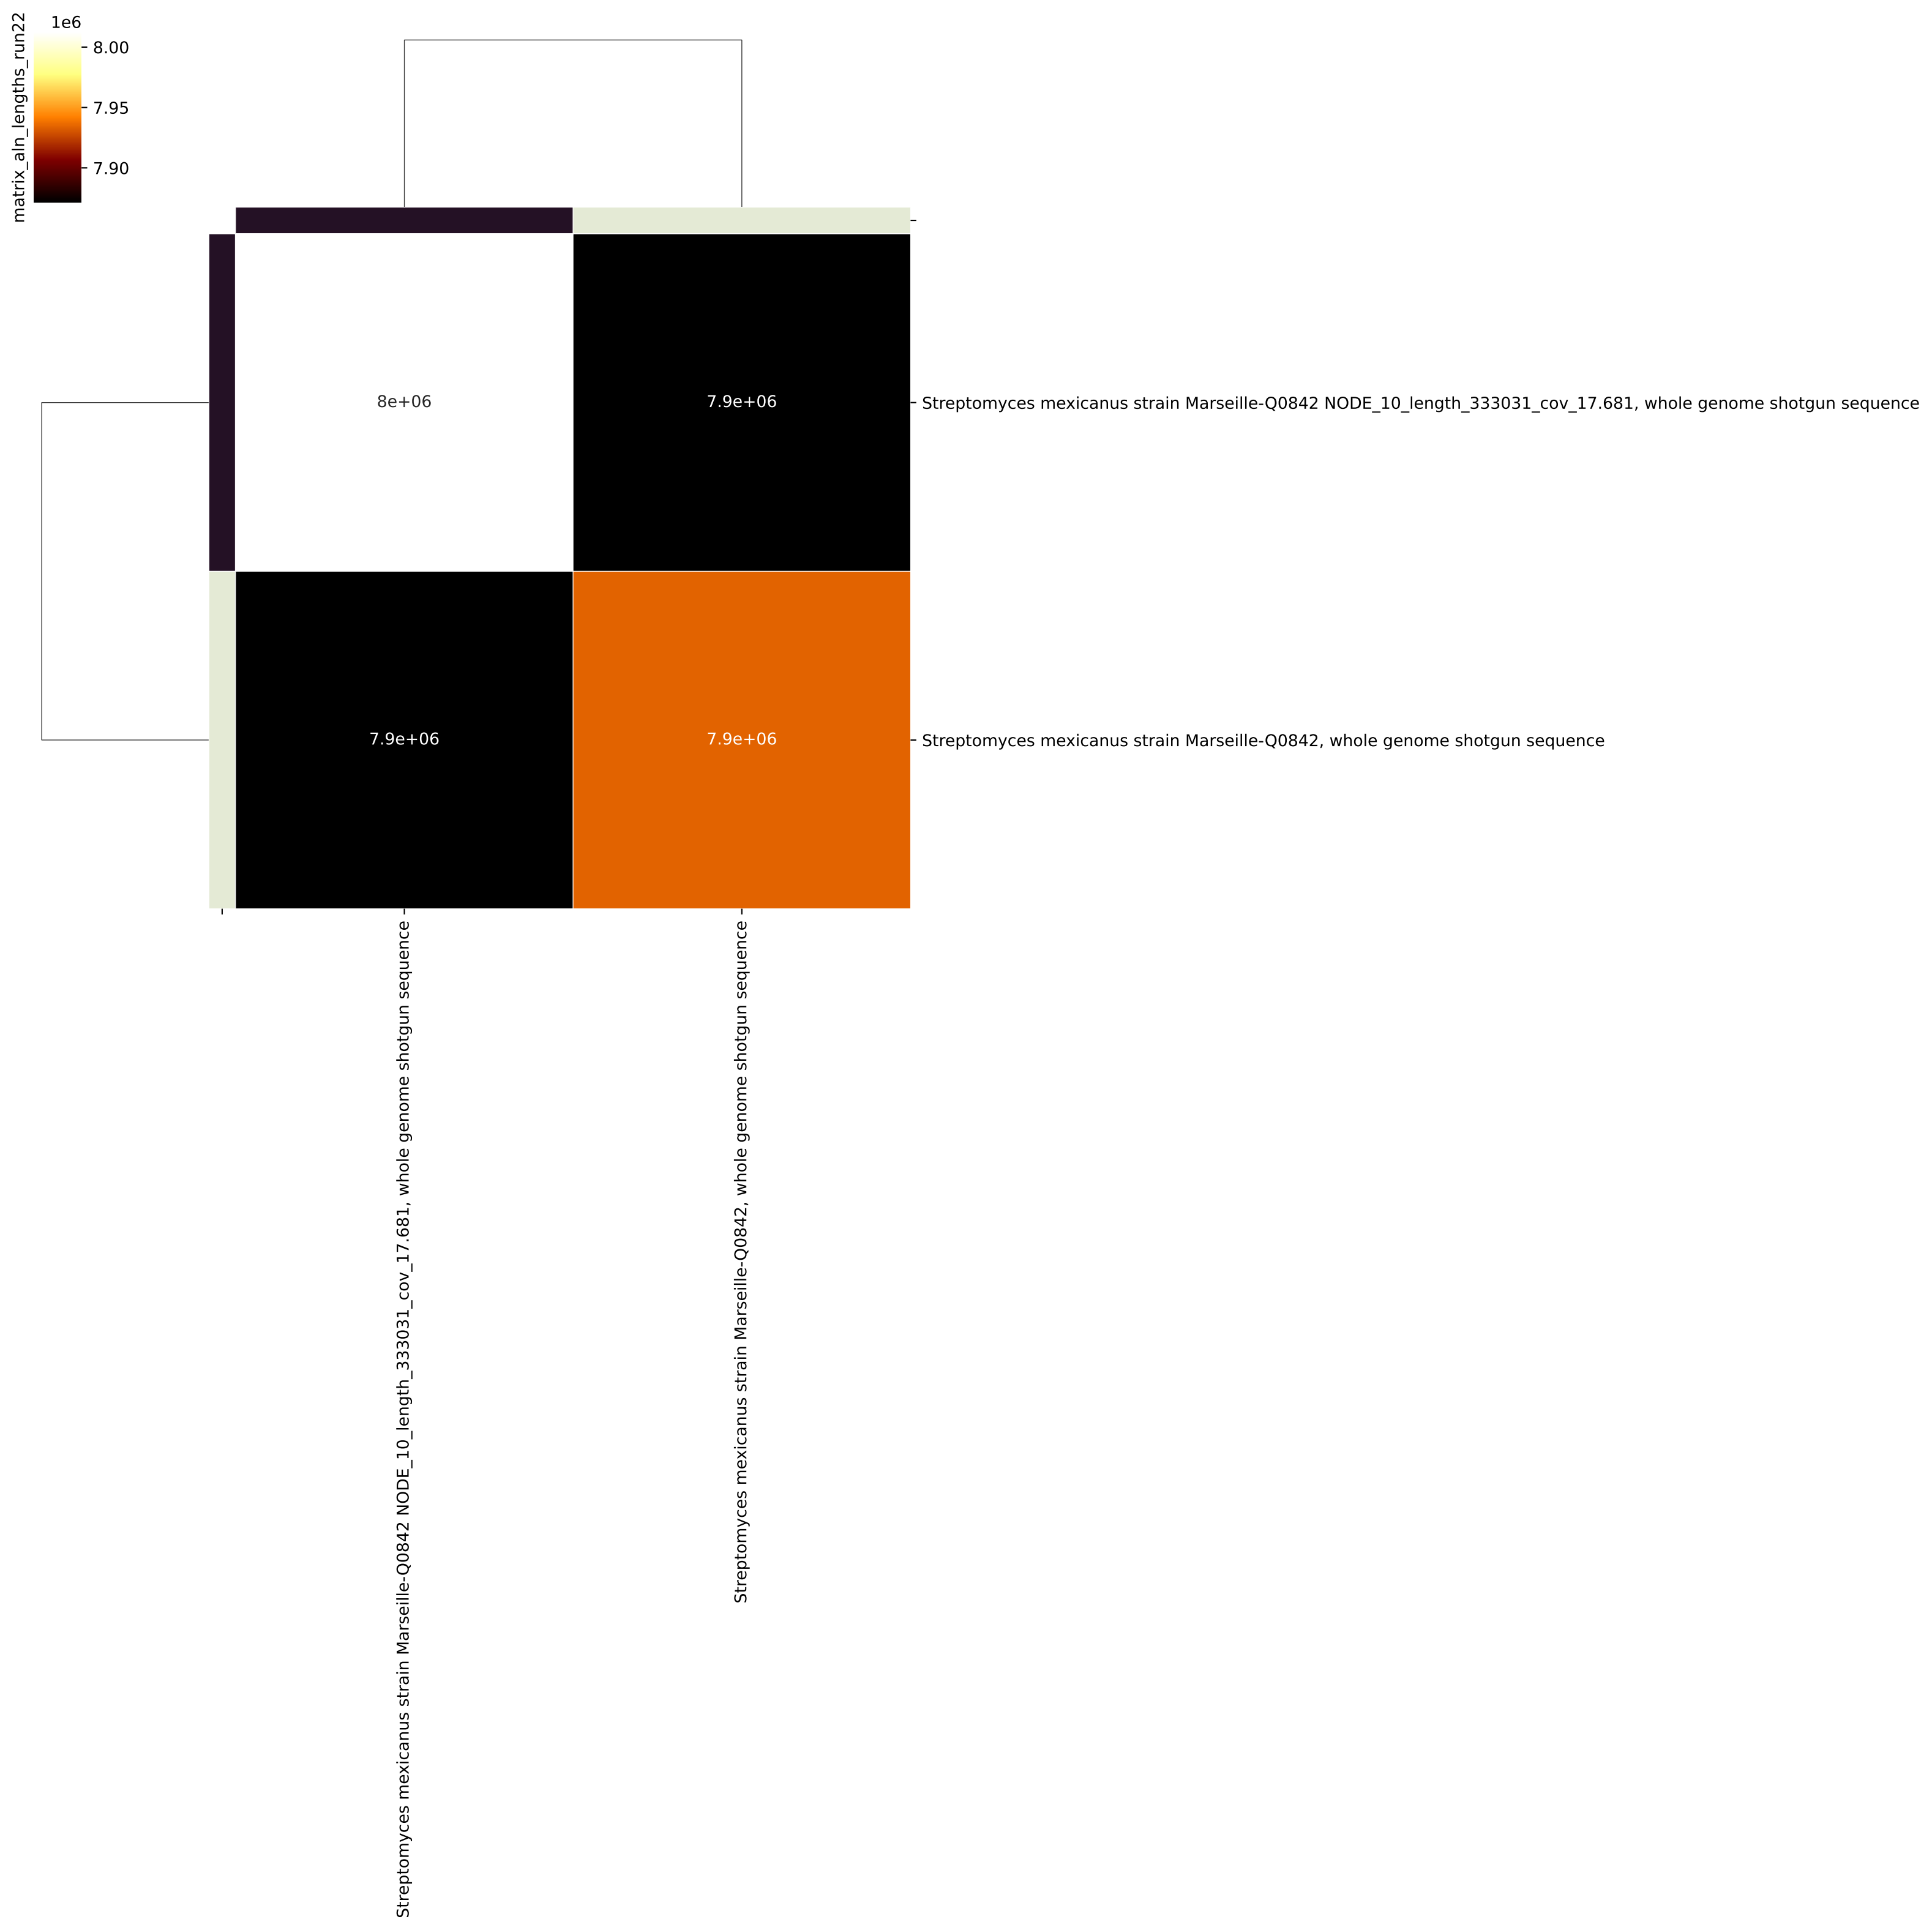 matrix_aln_lengths_run22
1e6
8.00
7.95
7.90
8e+06
7.9e+06
Streptomyces mexicanus strain Marseille-Q0842 NODE_10_length_333031_cov_17.681, whole genome shotgun sequence
7.9e+06
7.9e+06
Streptomyces mexicanus strain Marseille-Q0842, whole genome shotgun sequence
Streptomyces mexicanus strain Marseille-Q0842 NODE_10_length_333031_cov_17.681, whole genome shotgun sequence
Streptomyces mexicanus strain Marseille-Q0842, whole genome shotgun sequence